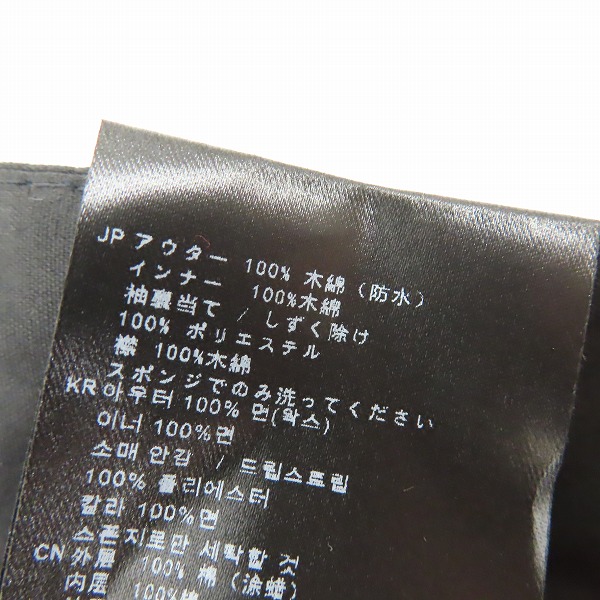 JP アウター 100% 木綿 (防水)
インナー 100%木綿
袖裏当て / しずく除け
100% ポリエステル
襟 100%木綿
スポンジでのみ洗ってください
KR 아우터 100% 면(왁스)
이너 100%면
소매 안감 / 드립스트립
100% 폴리에스터
칼라 100%면
스폰지로만 세탁할 것
CN 外层 100% 棉 (涂蜡)
内层 100%棉